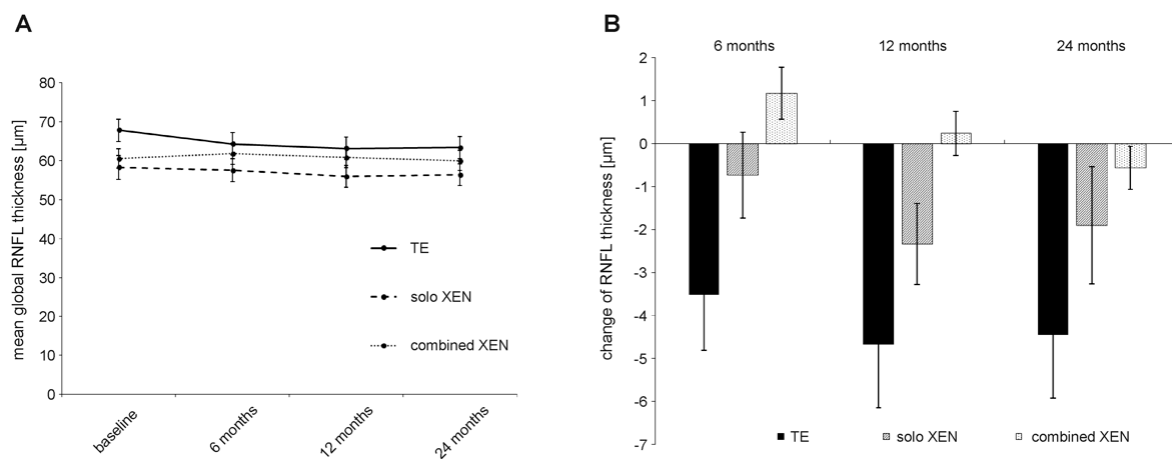 A
mean global RNFL thickness [µm]
80
70
60
50
40
30
20
10
0
baseline
6 months
12 months
24 months
TE
solo XEN
combined XEN
B
6 months
12 months
24 months
change of RNFL thickness [µm]
2
1
0
-1
-2
-3
-4
-5
-6
-7
TE
solo XEN
combined XEN